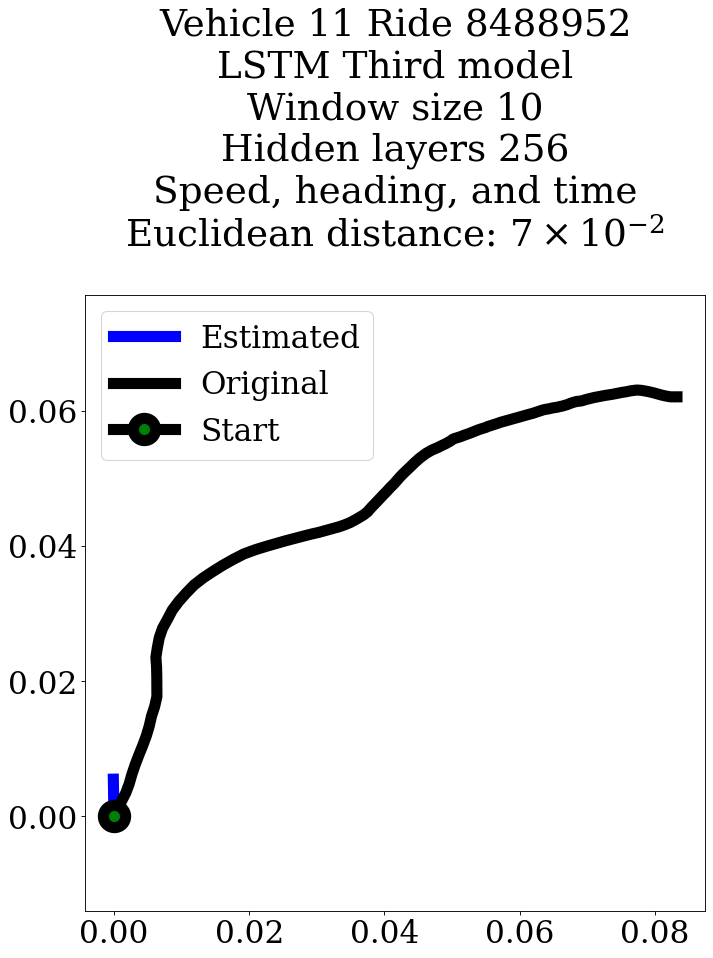 Vehicle 11 Ride 8488952
LSTM Third model
Window size 10
Hidden layers 256
Speed, heading, and time
Euclidean distance: 7 × 10⁻²
Estimated
Original
Start
0.06
0.04
0.02
0.00
0.00 0.02 0.04 0.06 0.08